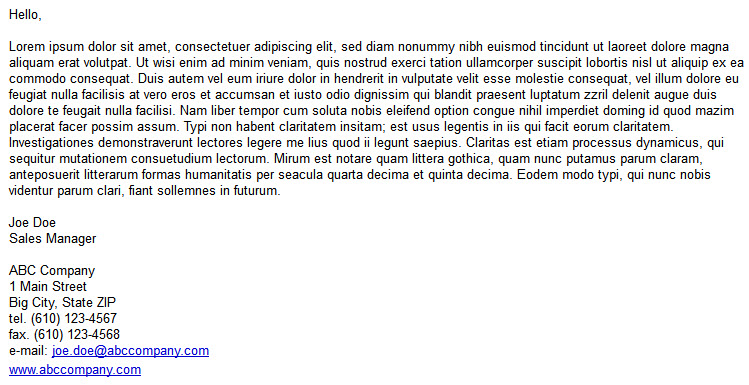 Hello,
Lorem ipsum dolor sit amet, consectetuer adipiscing elit, sed diam nonummy nibh euismod tincidunt ut laoreet dolore magna
aliquam erat volutpat. Ut wisi enim ad minim veniam, quis nostrud exerci tation ullamcorper suscipit lobortis nisl ut aliquip ex ea
commodo consequat. Duis autem vel eum iriure dolor in hendrerit in vulputate velit esse molestie consequat, vel illum dolore eu
feugiat nulla facilisis at vero eros et accumsan et iusto odio dignissim qui blandit praesent luptatum zzril delenit augue duis
dolore te feugait nulla facilisi. Nam liber tempor cum soluta nobis eleifend option congue nihil imperdiet doming id quod mazim
placerat facer possim assum. Typi non habent claritatem insitam; est usus legentis in iis qui facit eorum claritatem.
Investigationes demonstraverunt lectores legere me lius quod ii legunt saepius. Claritas est etiam processus dynamicus, qui
sequitur mutationem consuetudium lectorum. Mirum est notare quam littera gothica, quam nunc putamus parum claram,
anteposuerit litterarum formas humanitatis per seacula quarta decima et quinta decima. Eodem modo typi, qui nunc nobis
videntur parum clari, fiant sollemnes in futurum.
Joe Doe
Sales Manager
ABC Company
1 Main Street
Big City, State ZIP
tel. (610) 123-4567
fax. (610) 123-4568
e-mail: joe.doe@abccompany.com
www.abccompany.com